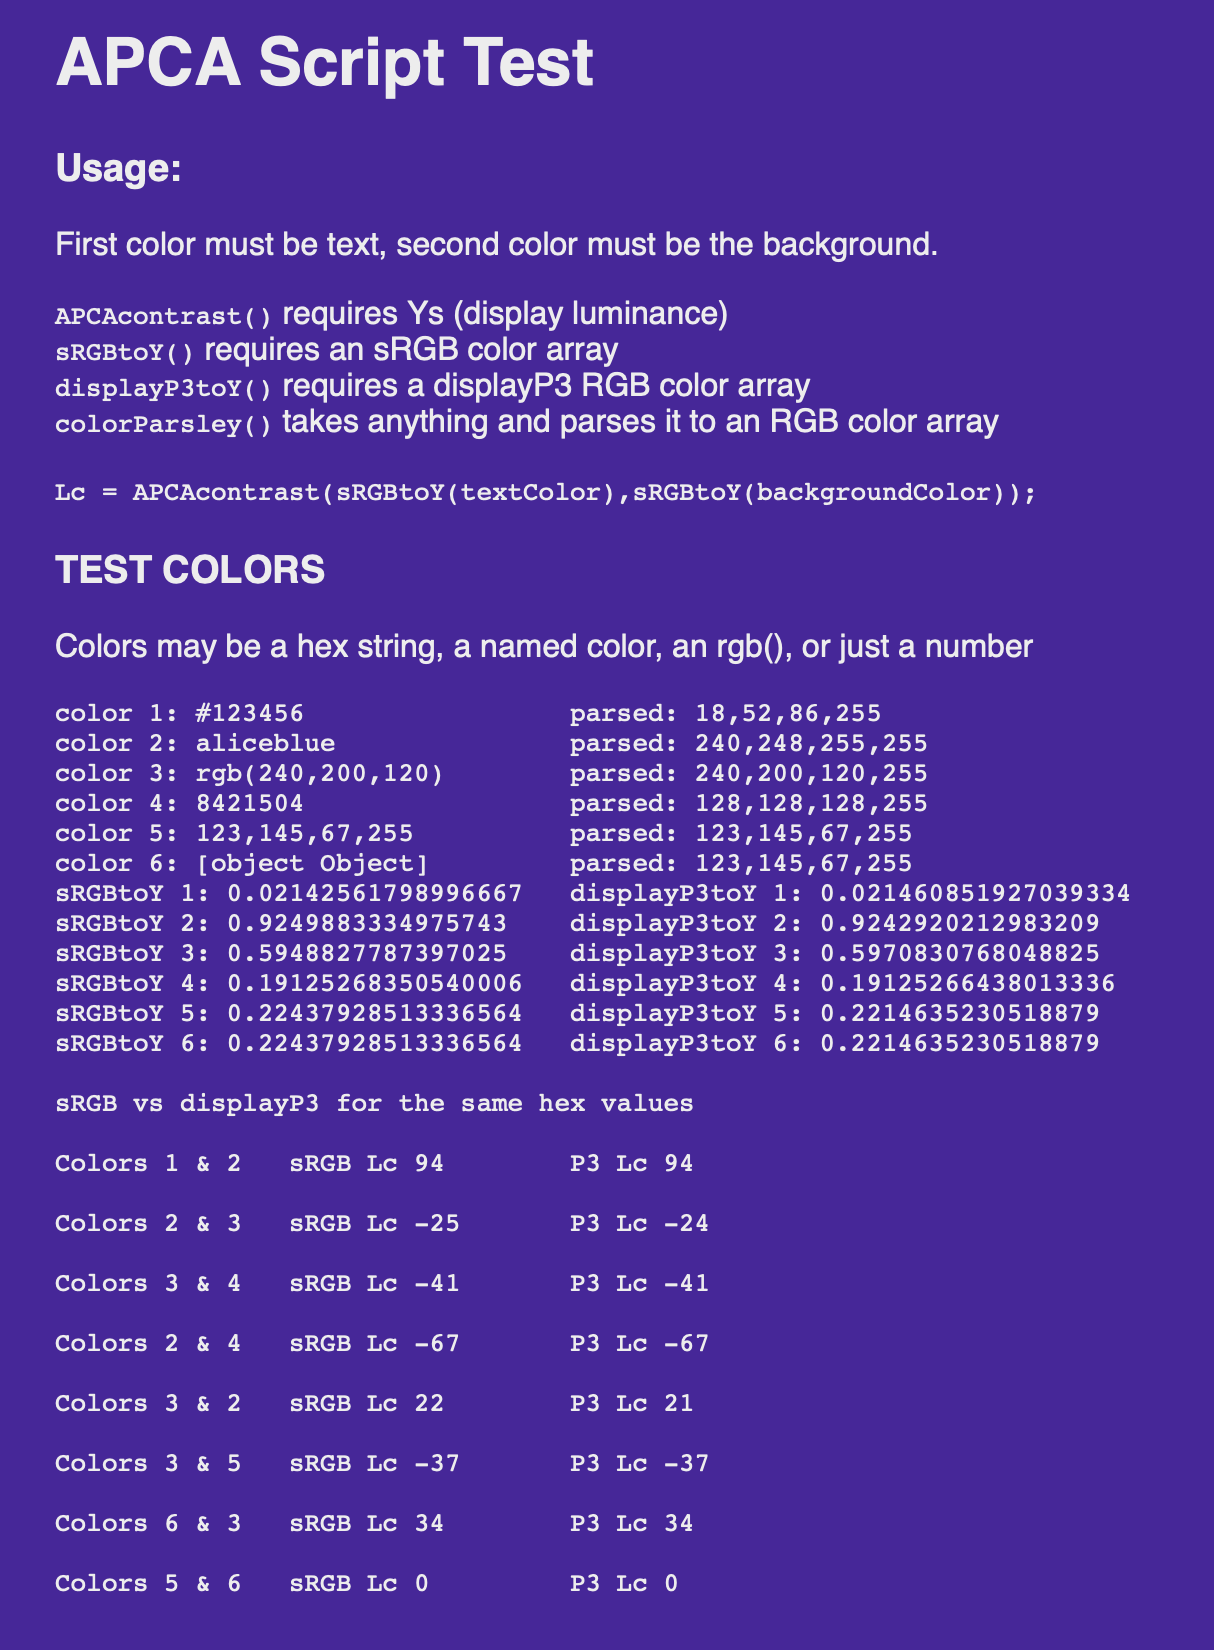 APCA Script Test
Usage:
First color must be text, second color must be the background.
APCAcontrast() requires Ys (display luminance)
sRGBtoY() requires an sRGB color array
displayP3toY() requires a displayP3 RGB color array
colorParsley() takes anything and parses it to an RGB color array
Lc = APCAcontrast(sRGBtoY(textColor),sRGBtoY(backgroundColor));
TEST COLORS
Colors may be a hex string, a named color, an rgb(), or just a number
color 1: #123456 parsed: 18,52,86,255
color 2: aliceblue parsed: 240,248,255,255
color 3: rgb(240,200,120) parsed: 240,200,120,255
color 4: 8421504 parsed: 128,128,128,255
color 5: 123,145,67,255 parsed: 123,145,67,255
color 6: [object Object] parsed: 123,145,67,255
sRGBtoY 1: 0.02142561798996667 displayP3toY 1: 0.021460851927039334
sRGBtoY 2: 0.9249883334975743 displayP3toY 2: 0.9242920212983209
sRGBtoY 3: 0.5948827787397025 displayP3toY 3: 0.5970830768048825
sRGBtoY 4: 0.19125268350540006 displayP3toY 4: 0.19125266438013336
sRGBtoY 5: 0.22437928513336564 displayP3toY 5: 0.2214635230518879
sRGBtoY 6: 0.22437928513336564 displayP3toY 6: 0.2214635230518879
sRGB vs displayP3 for the same hex values
Colors 1 & 2 sRGB Lc 94 P3 Lc 94
Colors 2 & 3 sRGB Lc -25 P3 Lc -24
Colors 3 & 4 sRGB Lc -41 P3 Lc -41
Colors 2 & 4 sRGB Lc -67 P3 Lc -67
Colors 3 & 2 sRGB Lc 22 P3 Lc 21
Colors 3 & 5 sRGB Lc -37 P3 Lc -37
Colors 6 & 3 sRGB Lc 34 P3 Lc 34
Colors 5 & 6 sRGB Lc 0 P3 Lc 0